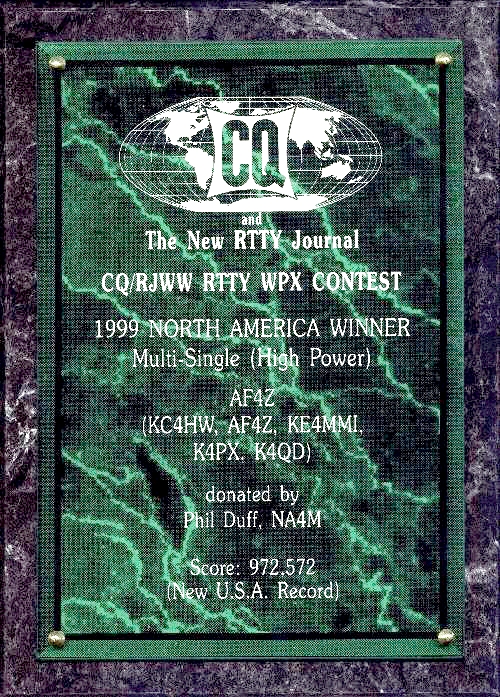 CQ
and
The New RTTY Journal
CQ/RJWW RTTY WPX CONTEST
1999 NORTH AMERICA WINNER
Multi-Single (High Power)
AF4Z
(KC4HW, AF4Z, KE4MMI,
K4PX, K4QD)
donated by
Phil Duff, NA4M
Score: 972,572
(New U.S.A. Record)